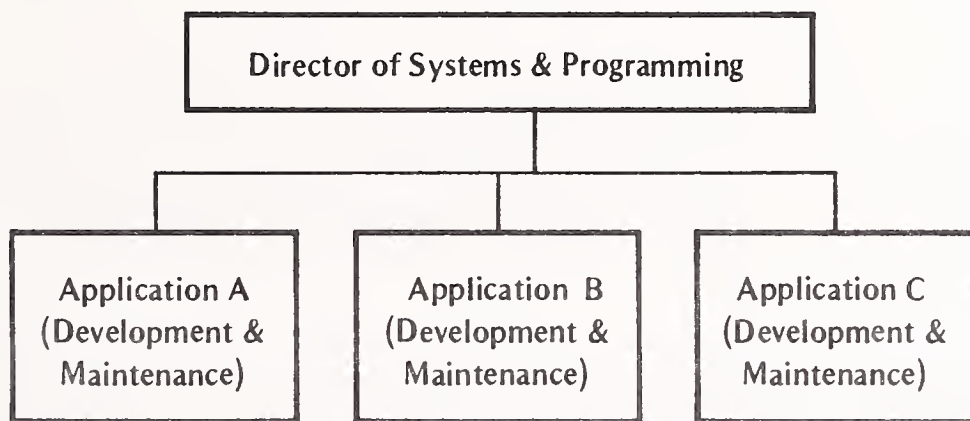 Director of Systems & Programming
Application A
(Development &
Maintenance)
Application B
(Development &
Maintenance)
Application C
(Development &
Maintenance)